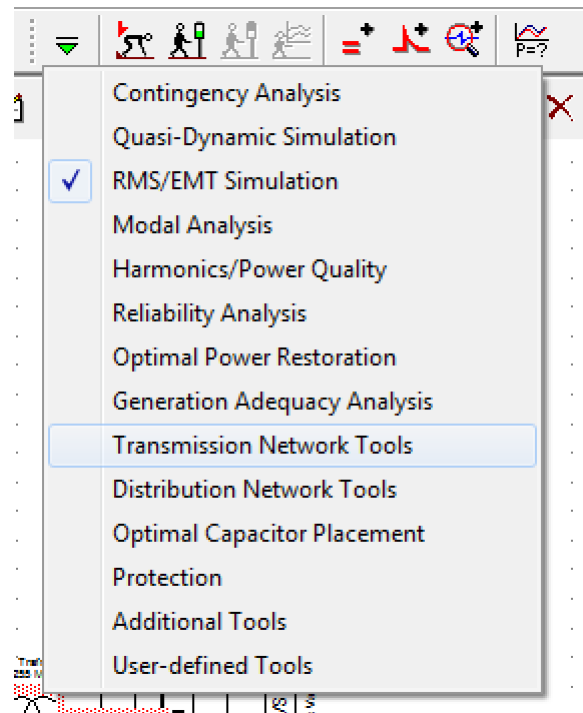 P=?
Contingency Analysis
Quasi-Dynamic Simulation
RMS/EMT Simulation
Modal Analysis
Harmonics/Power Quality
Reliability Analysis
Optimal Power Restoration
Generation Adequacy Analysis
Transmission Network Tools
Distribution Network Tools
Optimal Capacitor Placement
Protection
Additional Tools
User-defined Tools